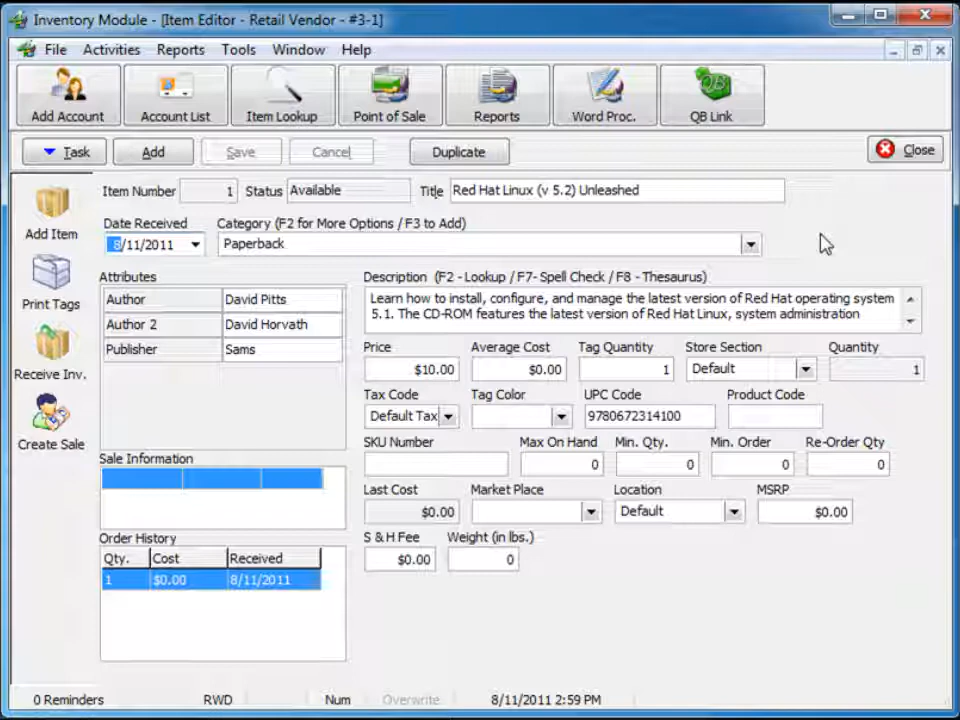 Inventory Module - [Item Editor - Retail Vendor - #3-1]
File Activities Reports Tools Window Help
Add Account Account List Item Lookup Point of Sale Reports Word Proc. QB Link
Task Add Save Cancel Duplicate Close
Item Number 1 Status Available Title Red Hat Linux (v 5.2) Unleashed
Add Item
Date Received Category (F2 for More Options / F3 to Add)
8/11/2011 Paperback
Print Tags
Attributes Description (F2 - Lookup / F7- Spell Check / F8 - Thesaurus)
Author David Pitts
Author 2 David Horvath
Publisher Sams
Learn how to install, configure, and manage the latest version of Red Hat operating system
5.1. The CD-ROM features the latest version of Red Hat Linux, system administration
Receive Inv.
Price Average Cost Tag Quantity Store Section Quantity
$10.00 $0.00 1 Default 1
Tax Code Tag Color UPC Code Product Code
Default Tax 9780672314100
Create Sale
SKU Number Max On Hand Min. Qty. Min. Order Re-Order Qty
0 0 0 0
Sale Information
Last Cost Market Place Location MSRP
$0.00 Default $0.00
Order History S & H Fee Weight (in lbs.)
$0.00 0
Qty. Cost Received
1 $0.00 8/11/2011
0 Reminders RWD Num Overwrite 8/11/2011 2:59 PM